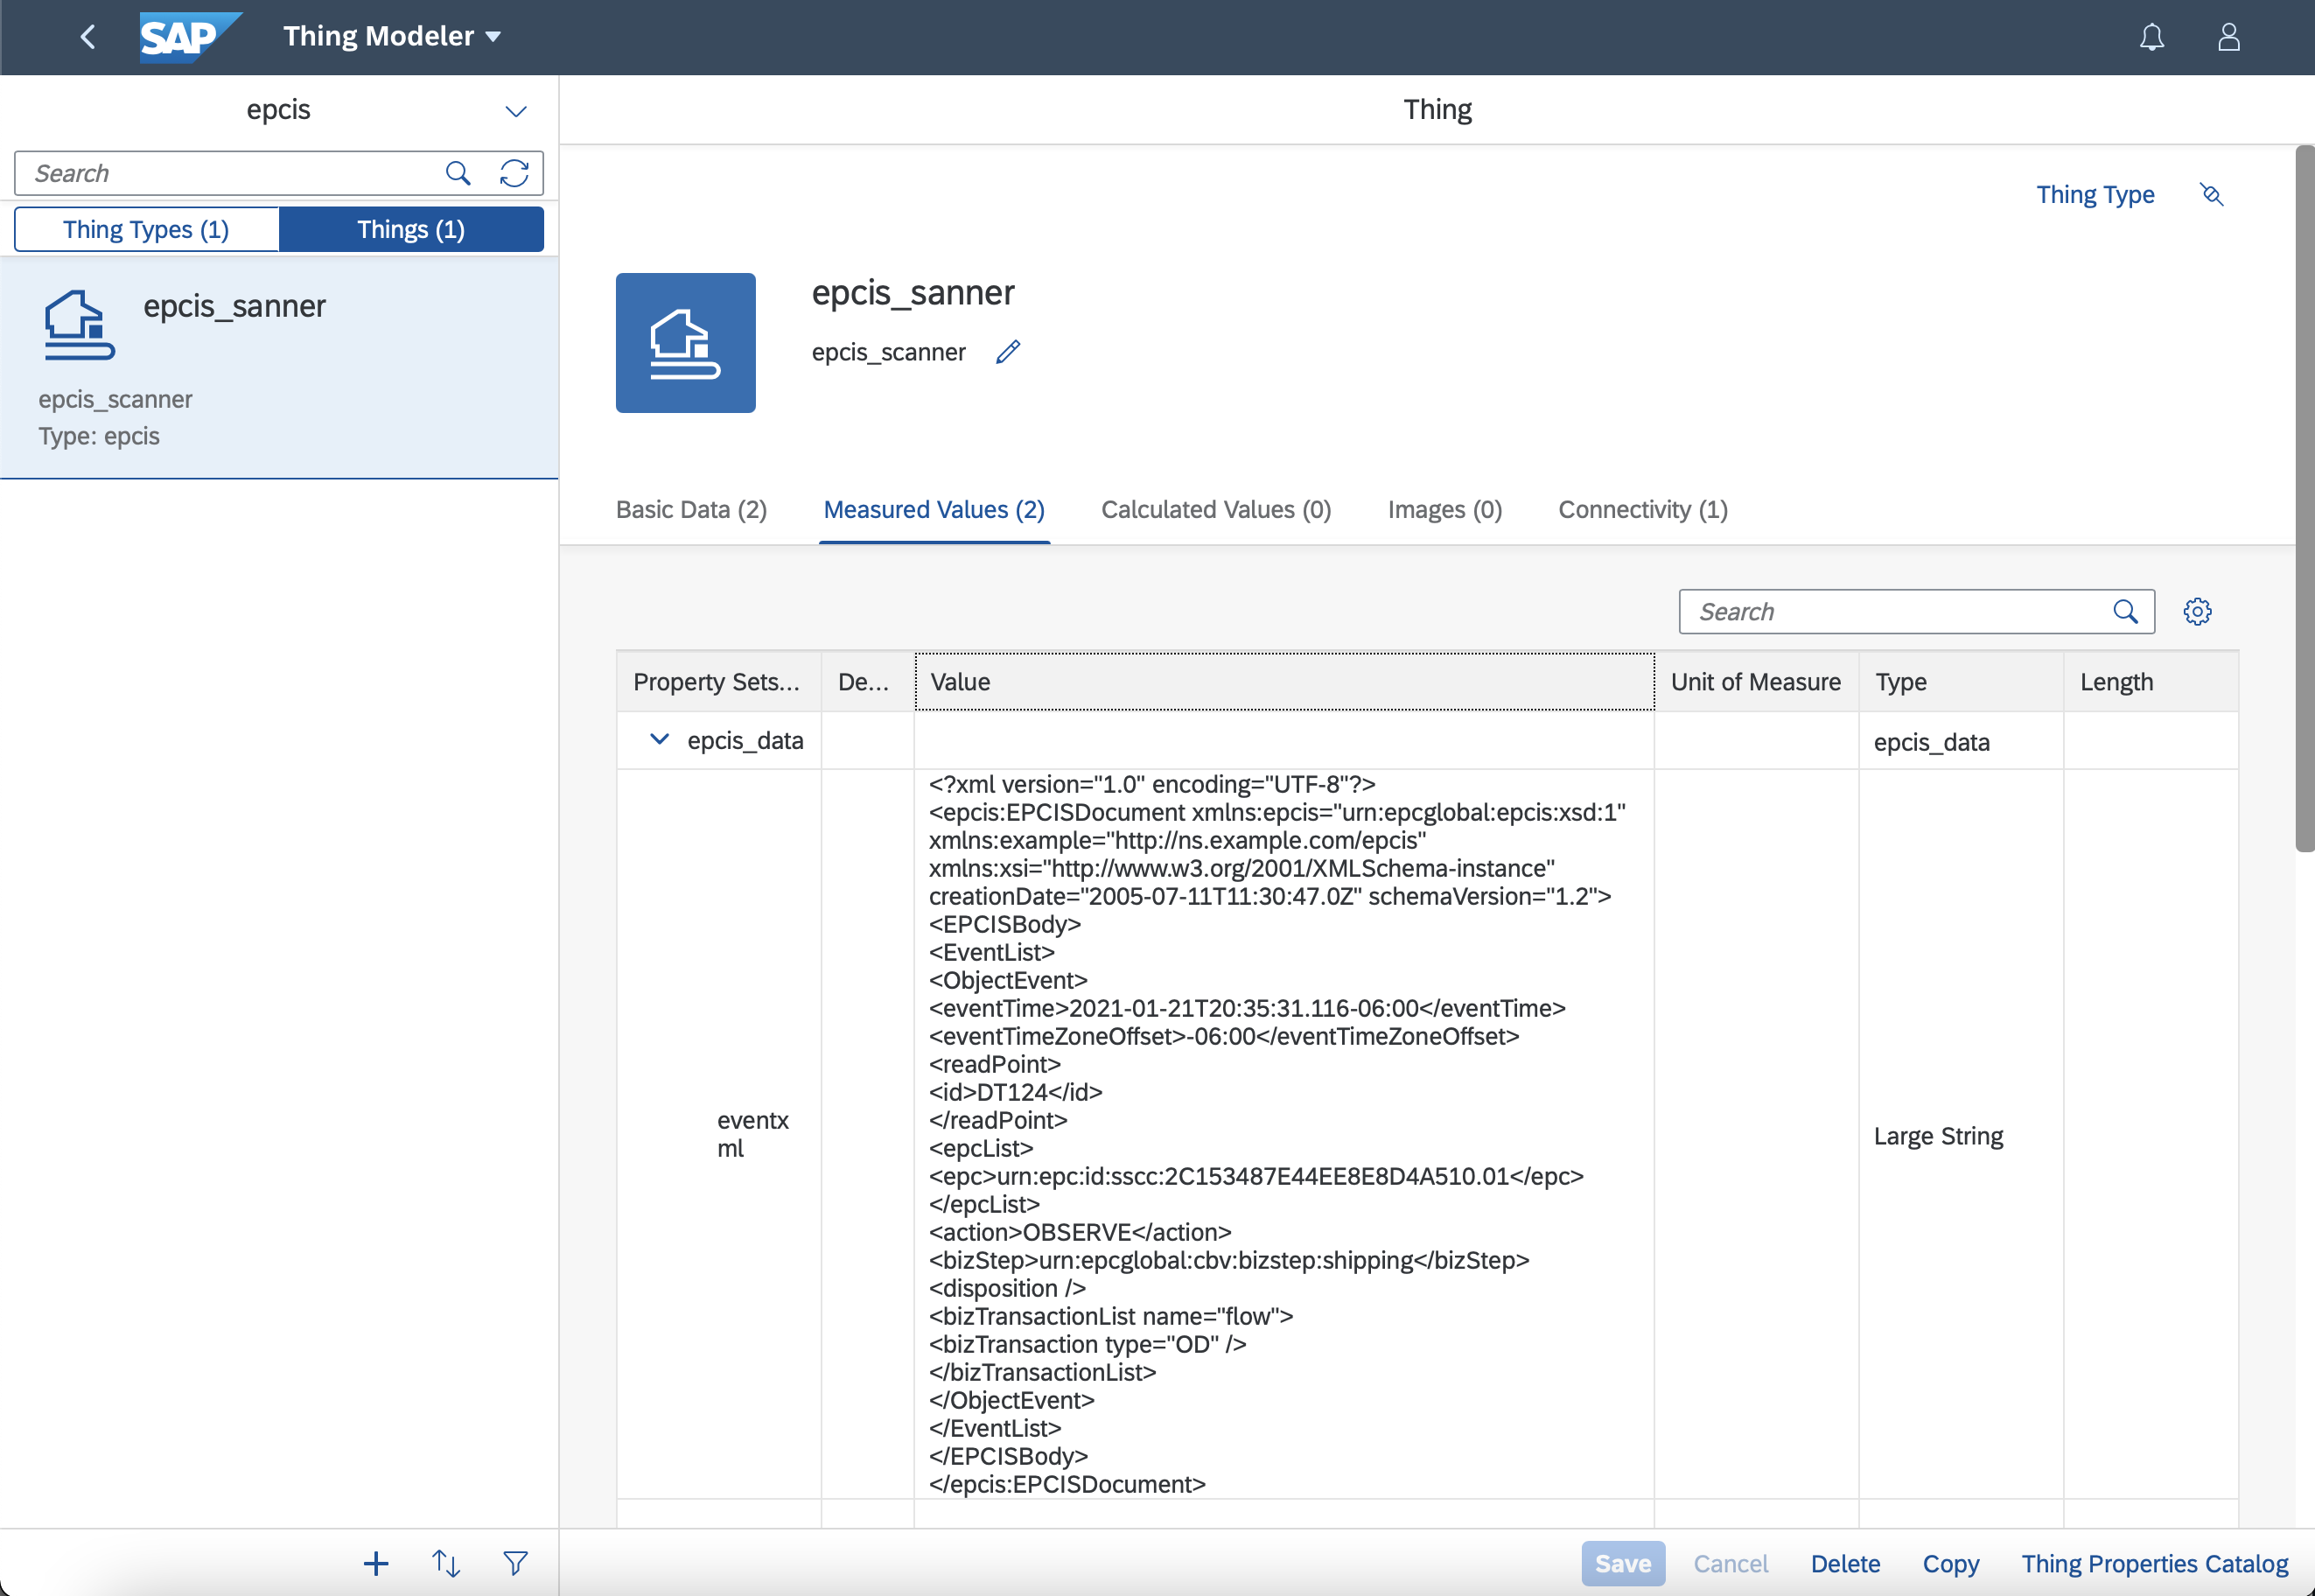 SAP
Thing Modeler
epcis
Thing
Search
Thing Types (1)
Things (1)
epcis_sanner
epcis_scanner
Type: epcis
Thing Type
epcis_sanner
epcis_scanner
Basic Data (2)
Measured Values (2)
Calculated Values (0)
Images (0)
Connectivity (1)
Search
Property Sets...
De...
Value
Unit of Measure
Type
Length
epcis_data
epcis_data
eventx
ml
<?xml version="1.0" encoding="UTF-8"?>
<epcis:EPCISDocument xmlns:epcis="urn:epcglobal:epcis:xsd:1"
xmlns:example="http://ns.example.com/epcis"
xmlns:xsi="http://www.w3.org/2001/XMLSchema-instance"
creationDate="2005-07-11T11:30:47.0Z" schemaVersion="1.2">
<EPCISBody>
<EventList>
<ObjectEvent>
<eventTime>2021-01-21T20:35:31.116-06:00</eventTime>
<eventTimeZoneOffset>-06:00</eventTimeZoneOffset>
<readPoint>
<id>DT124</id>
</readPoint>
<epcList>
<epc>urn:epc:id:sscc:2C153487E44EE8E8D4A510.01</epc>
</epcList>
<action>OBSERVE</action>
<bizStep>urn:epcglobal:cbv:bizstep:shipping</bizStep>
<disposition />
<bizTransactionList name="flow">
<bizTransaction type="OD" />
</bizTransactionList>
</ObjectEvent>
</EventList>
</EPCISBody>
</epcis:EPCISDocument>
Large String
Save
Cancel
Delete
Copy
Thing Properties Catalog